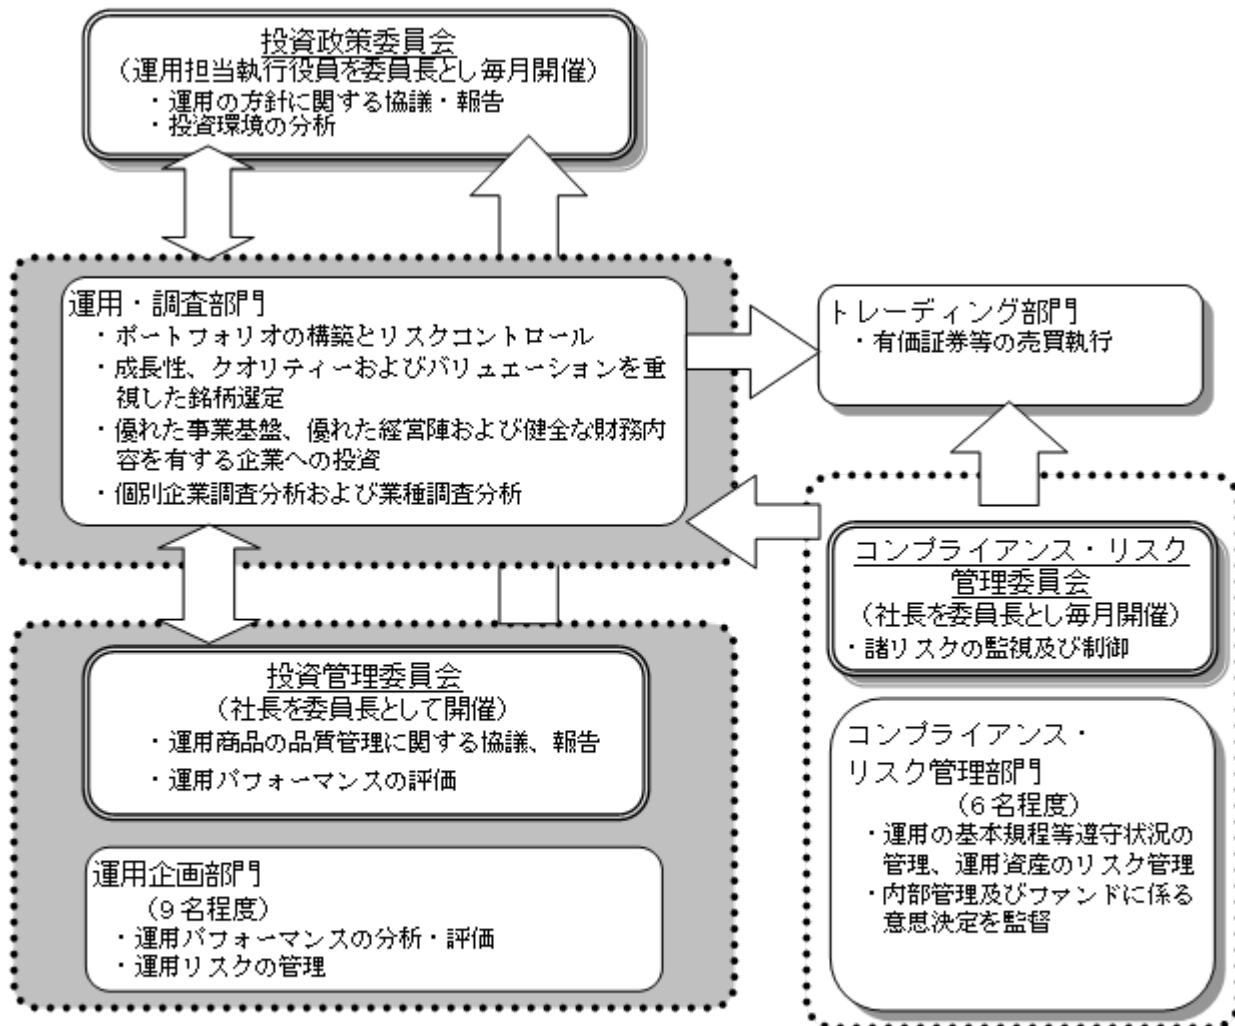 投資政策委員会
（運用担当執行役員を委員長とし毎月開催）
・運用の方針に関する協議・報告
・投資環境の分析
運用・調査部門
・ポートフォリオの構築とリスクコントロール
・成長性、クオリティーおよびバリュエーションを重
視した銘柄選定
・優れた事業基盤、優れた経営陣および健全な財務内
容を有する企業への投資
・個別企業調査分析および業種調査分析
トレーディング部門
・有価証券等の売買執行
投資管理委員会
（社長を委員長として開催）
・運用商品の品質管理に関する協議、報告
・運用パフォーマンスの評価
運用企画部門
（９名程度）
・運用パフォーマンスの分析・評価
・運用リスクの管理
コンプライアンス・リスク
管理委員会
（社長を委員長とし毎月開催）
・諸リスクの監視及び制御
コンプライアンス・
リスク管理部門
（６名程度）
・運用の基本規程等遵守状況の
管理、運用資産のリスク管理
・内部管理及びファンドに係る
意思決定を監督